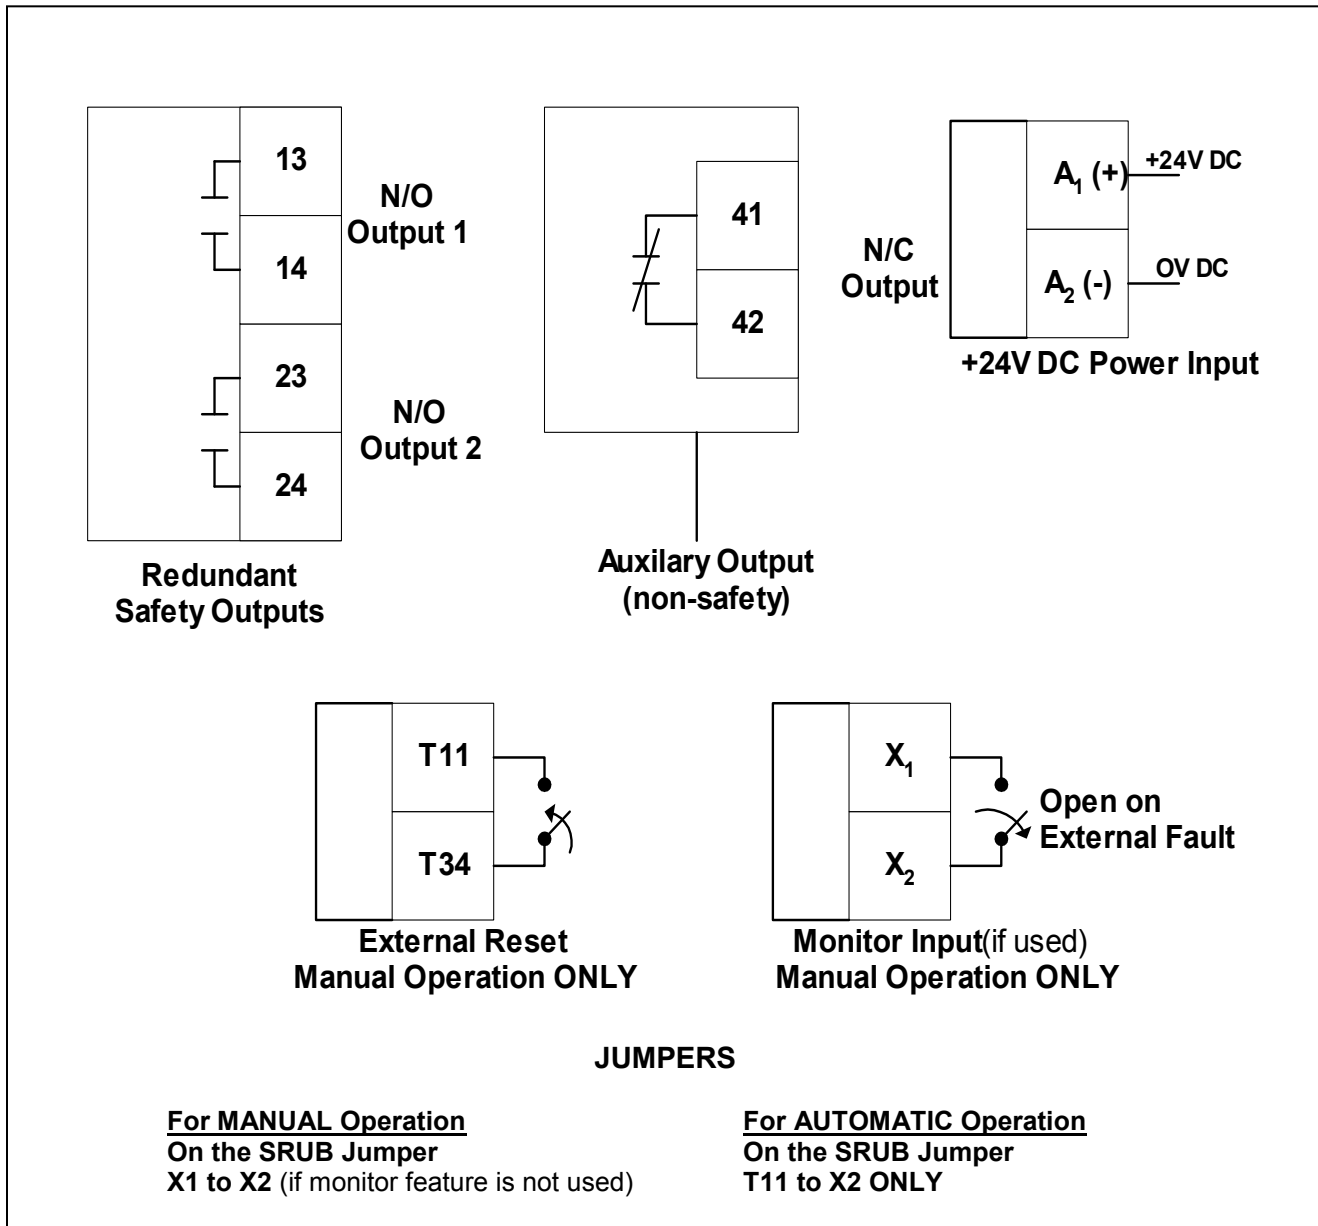 13
14
23
24
N/O
Output 1
N/O
Output 2
Redundant
Safety Outputs
41
42
N/C
Output
Auxilary Output
(non-safety)
A₁ (+)
+24V DC
A₂ (-)
OV DC
+24V DC Power Input
T11
T34
External Reset
Manual Operation ONLY
X₁
X₂
Open on
External Fault
Monitor Input(if used)
Manual Operation ONLY
JUMPERS
For MANUAL Operation
On the SRUB Jumper
X1 to X2 (if monitor feature is not used)
For AUTOMATIC Operation
On the SRUB Jumper
T11 to X2 ONLY